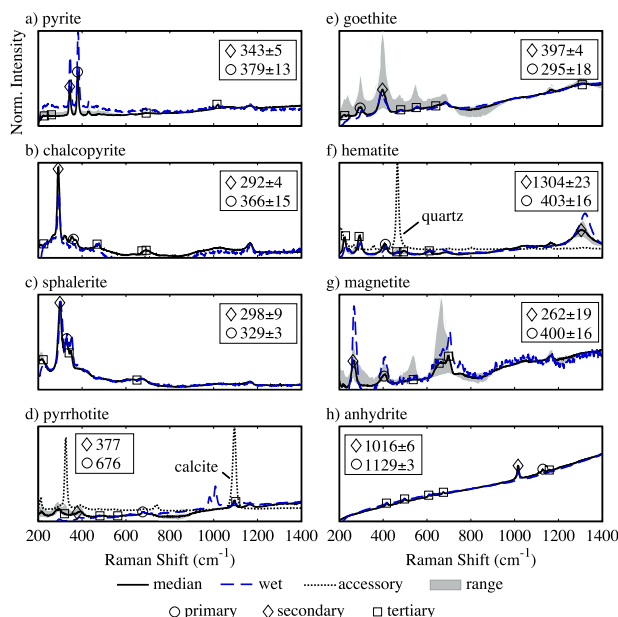 a) pyrite
e) goethite
Norm. Intensity
◇ 343±5
○ 379±13
◇ 397±4
○ 295±18
b) chalcopyrite
f) hematite
◇ 292±4
○ 366±15
◇ 1304±23
○ 403±16
quartz
c) sphalerite
g) magnetite
◇ 298±9
○ 329±3
◇ 262±19
○ 400±16
d) pyrrhotite
h) anhydrite
◇ 377
○ 676
calcite
◇ 1016±6
○ 1129±3
200 400 600 800 1000 1200 1400
200 400 600 800 1000 1200 1400
Raman Shift (cm⁻¹)
Raman Shift (cm⁻¹)
median wet accessory range
○ primary ◇ secondary □ tertiary